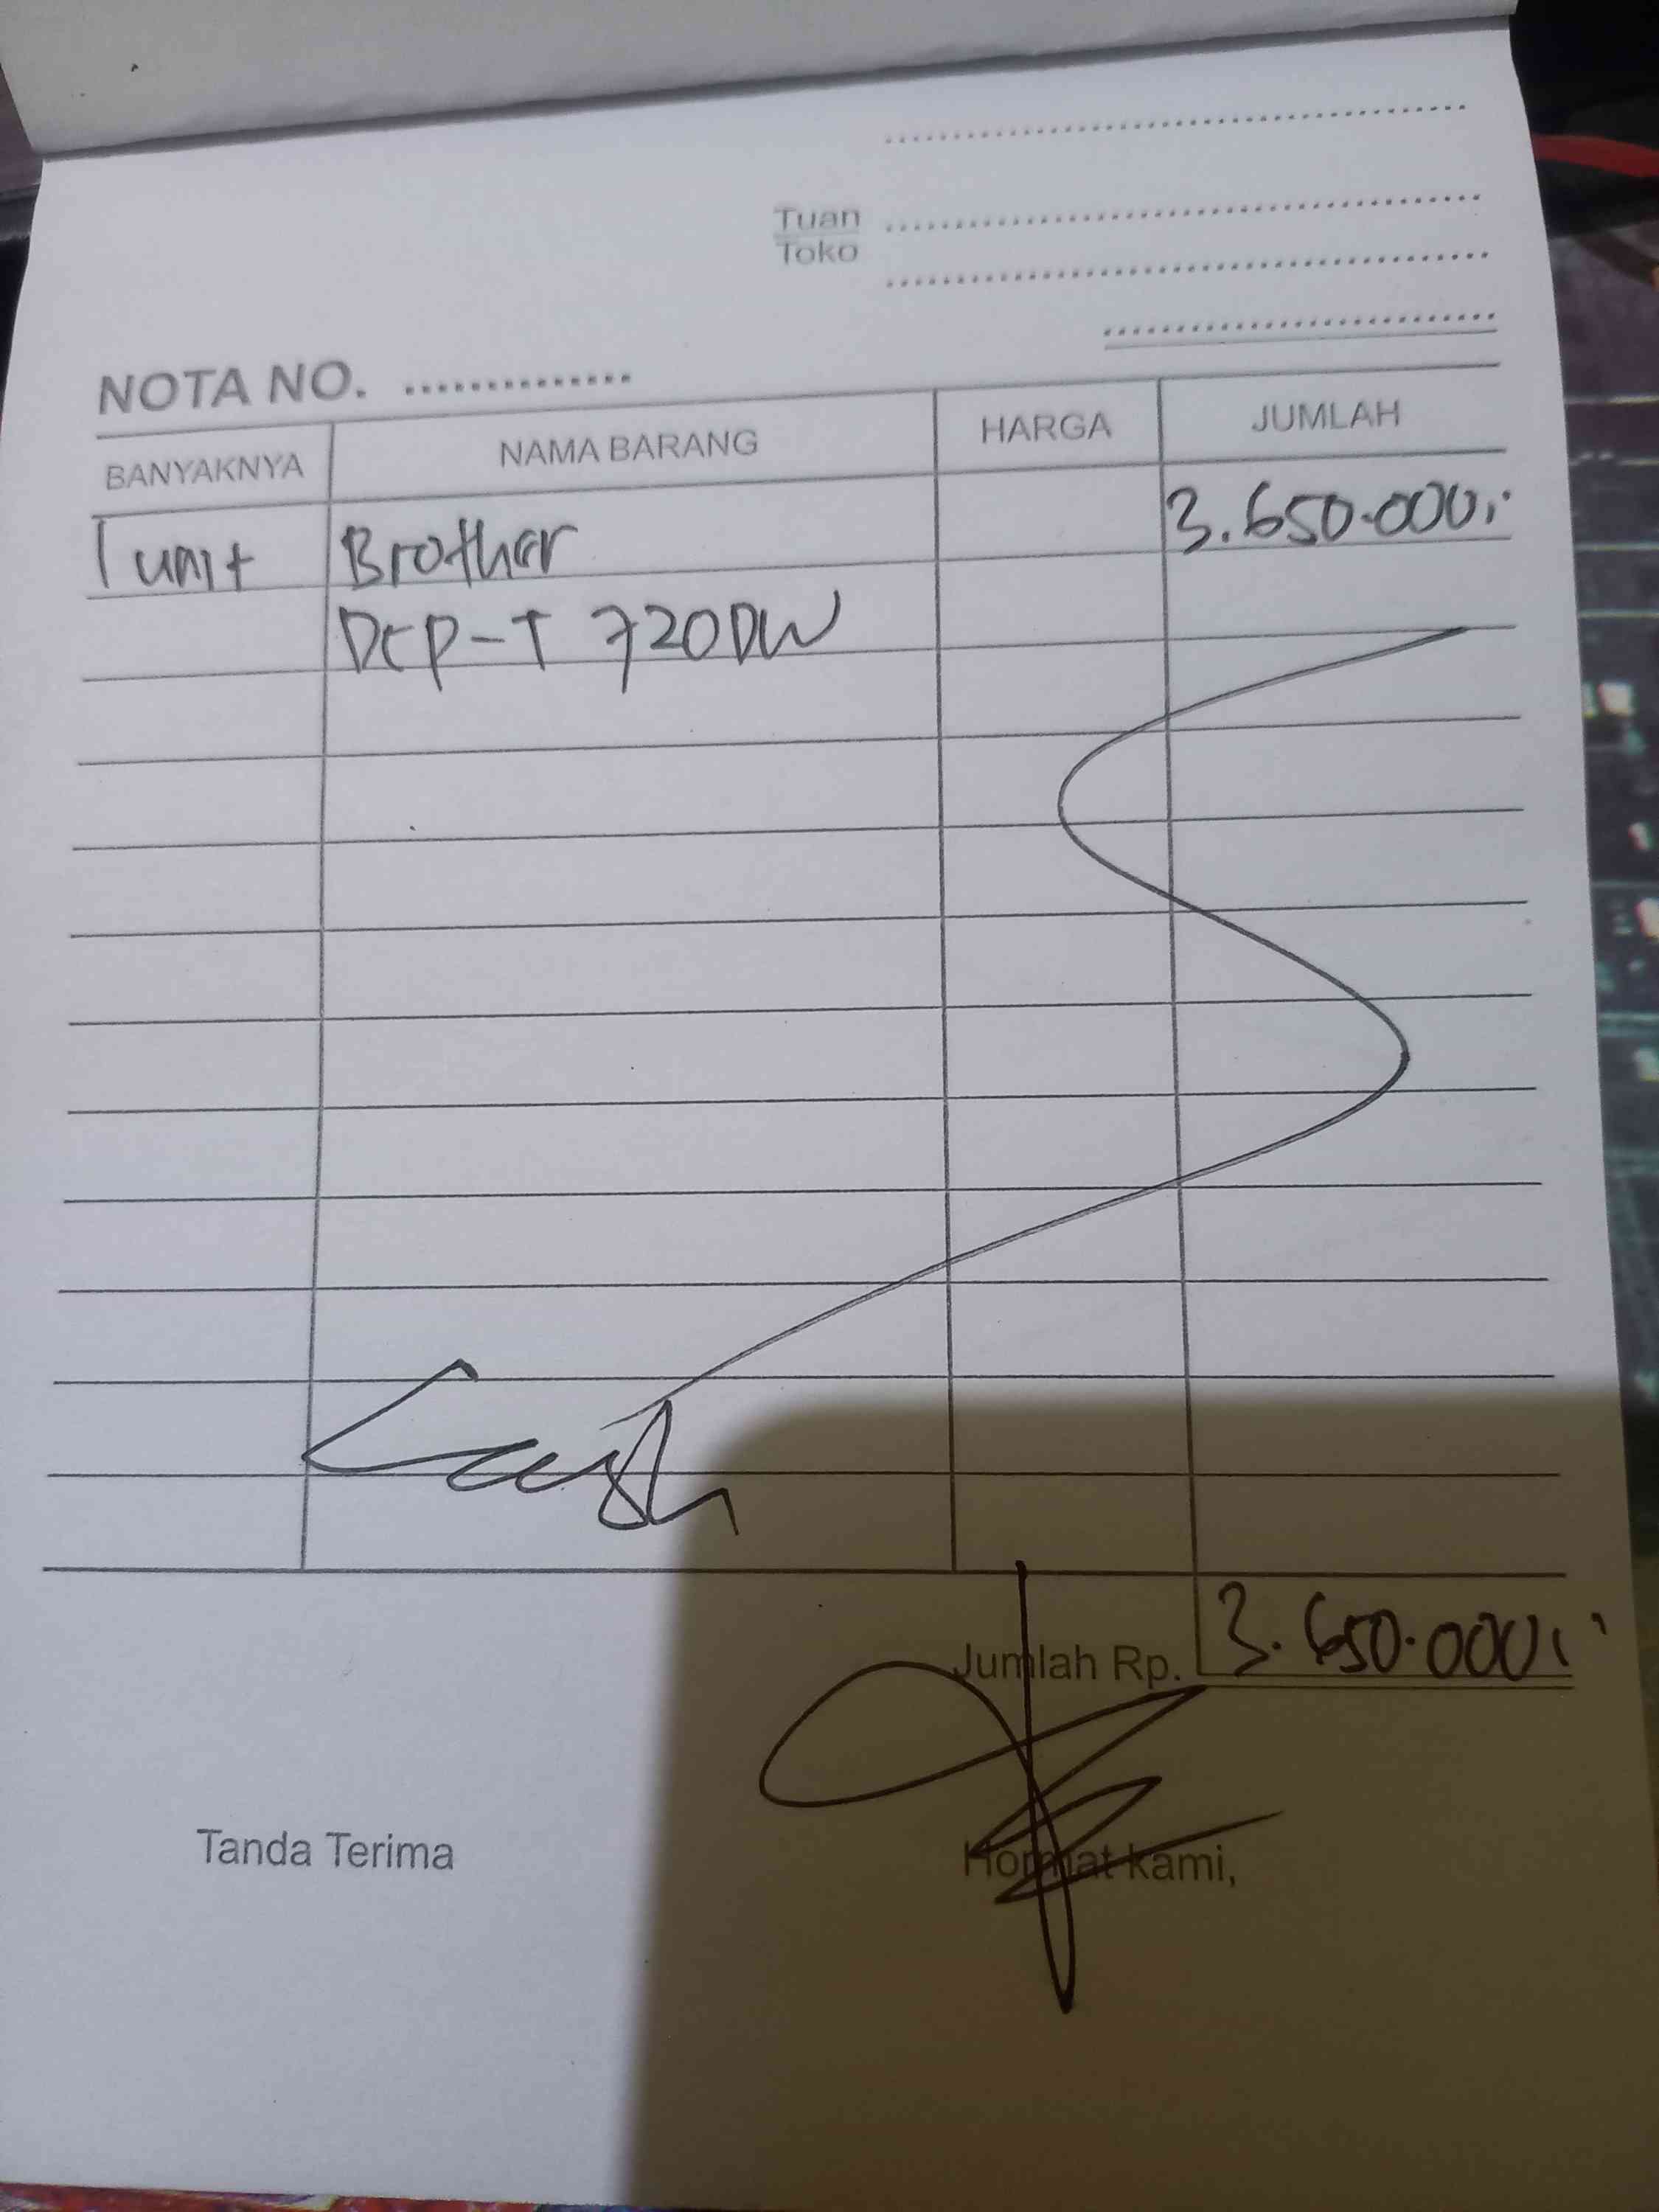 Tuan
Toko
NOTA NO. ..............
BANYAKNYA NAMA BARANG HARGA JUMLAH
1 unit Brother 3.650.000,-
DCP-T 720DW
Cash
Jumlah Rp. 3.650.000,-
Tanda Terima Hormat kami,